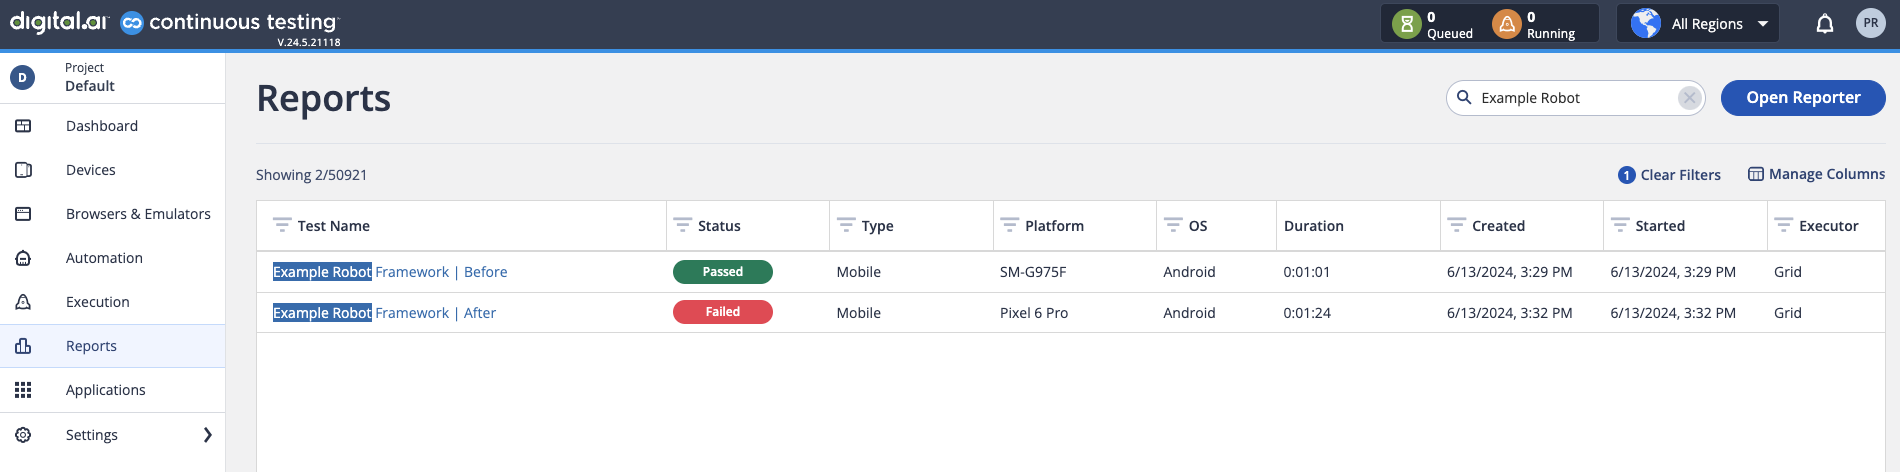 digital.ai continuous testing
V.24.5.21118
0 Queued
0 Running
All Regions
PR
D
Project
Default
Dashboard
Devices
Browsers & Emulators
Automation
Execution
Reports
Applications
Settings
Reports
Example Robot
Open Reporter
Showing 2/50921
1 Clear Filters
Manage Columns
Test Name Status Type Platform OS Duration Created Started Executor
Example Robot Framework | Before Passed Mobile SM-G975F Android 0:01:01 6/13/2024, 3:29 PM 6/13/2024, 3:29 PM Grid
Example Robot Framework | After Failed Mobile Pixel 6 Pro Android 0:01:24 6/13/2024, 3:32 PM 6/13/2024, 3:32 PM Grid